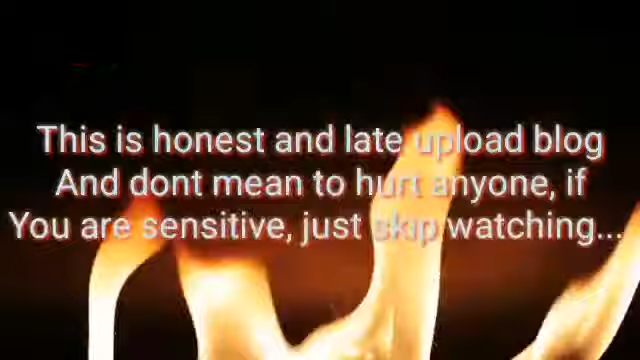 This is honest and late upload blog
And dont mean to hurt anyone, if
You are sensitive, just skip watching...